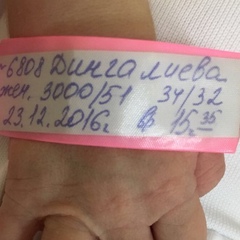 ~6808 Дингалиева
жен. 3000/51 34/32
23.12.2016г. в 15.35